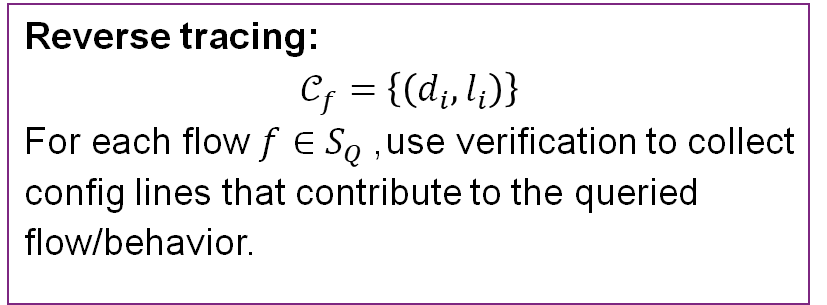 Reverse tracing:
𝒞_f = {(d_i, l_i)}
For each flow f ∈ S_Q ,use verification to collect
config lines that contribute to the queried
flow/behavior.